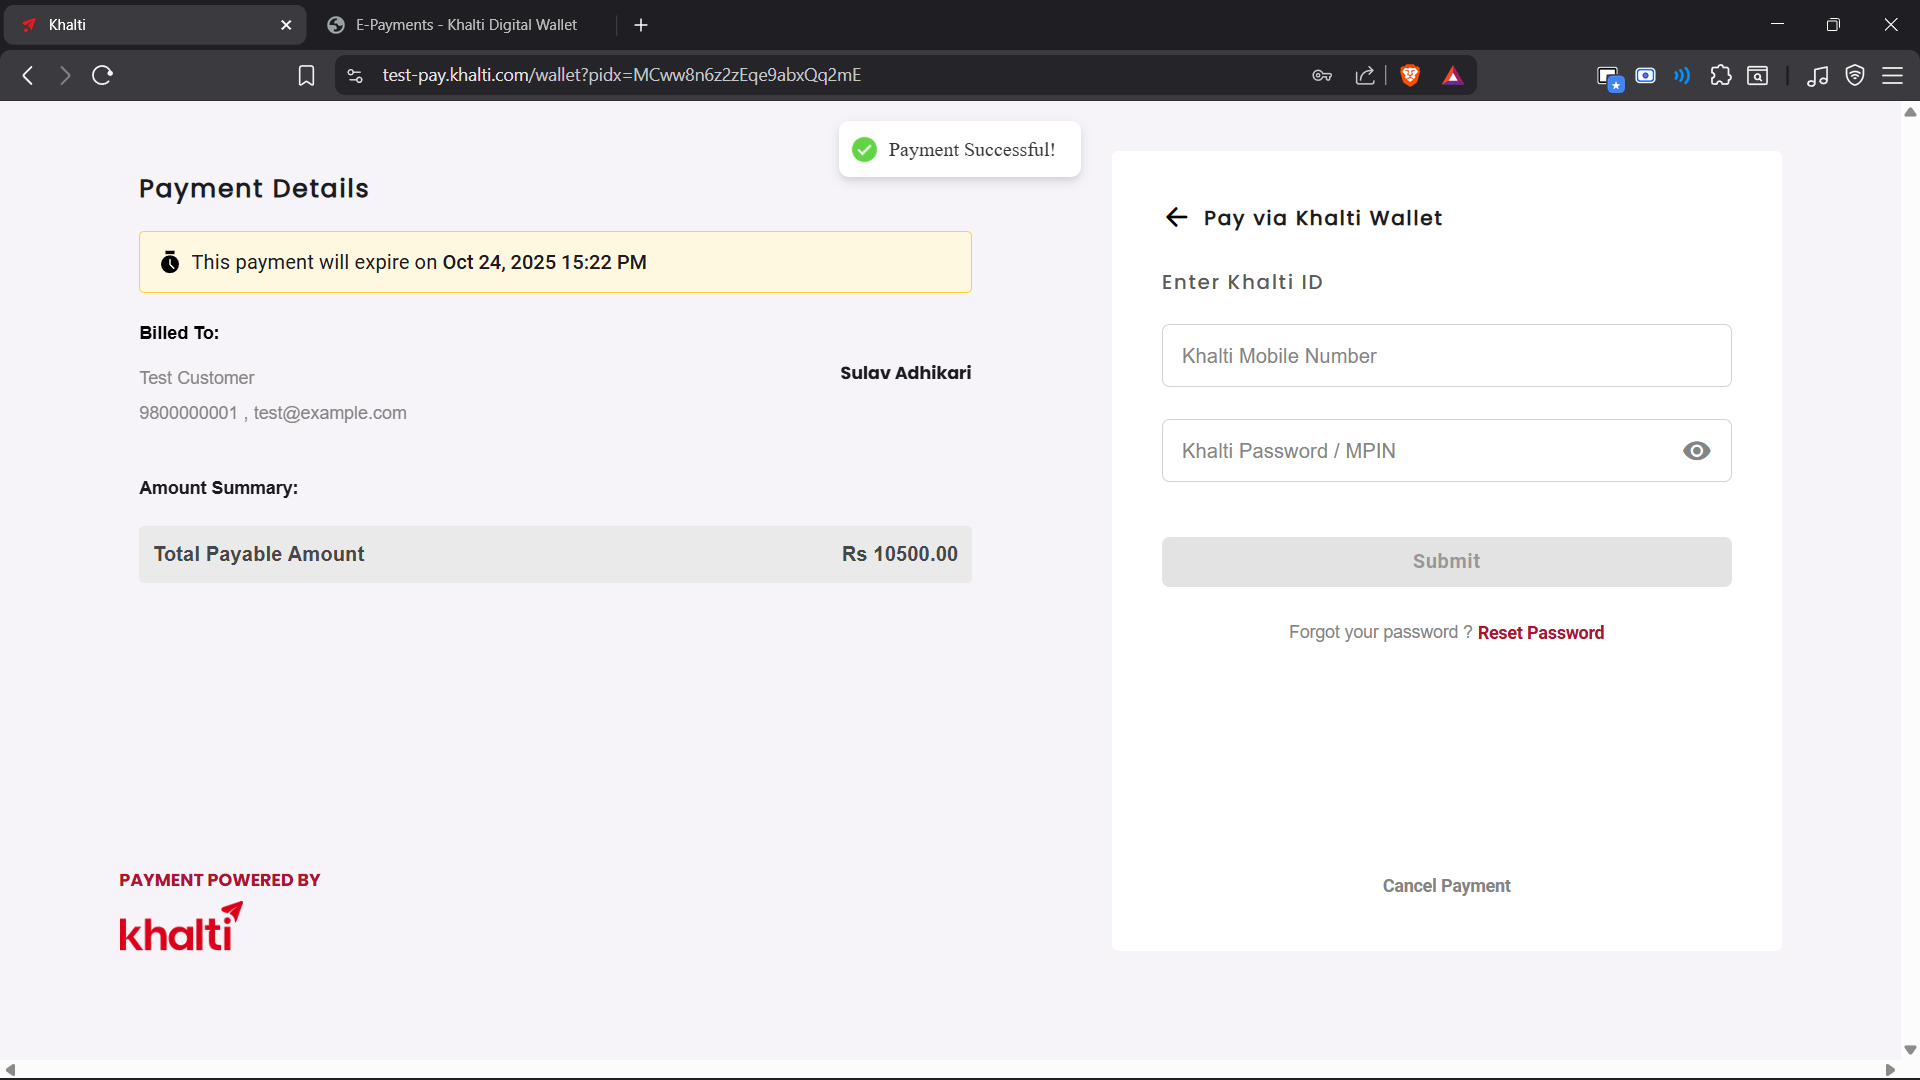 Khalti
E-Payments - Khalti Digital Wallet
test-pay.khalti.com/wallet?pidx=MCww8n6z2zEqe9abxQq2mE
Payment Successful!
Payment Details
This payment will expire on Oct 24, 2025 15:22 PM
Billed To:
Test Customer
Sulav Adhikari
9800000001 , test@example.com
Amount Summary:
Total Payable Amount Rs 10500.00
PAYMENT POWERED BY
khalti
Pay via Khalti Wallet
Enter Khalti ID
Khalti Mobile Number
Khalti Password / MPIN
Submit
Forgot your password ? Reset Password
Cancel Payment